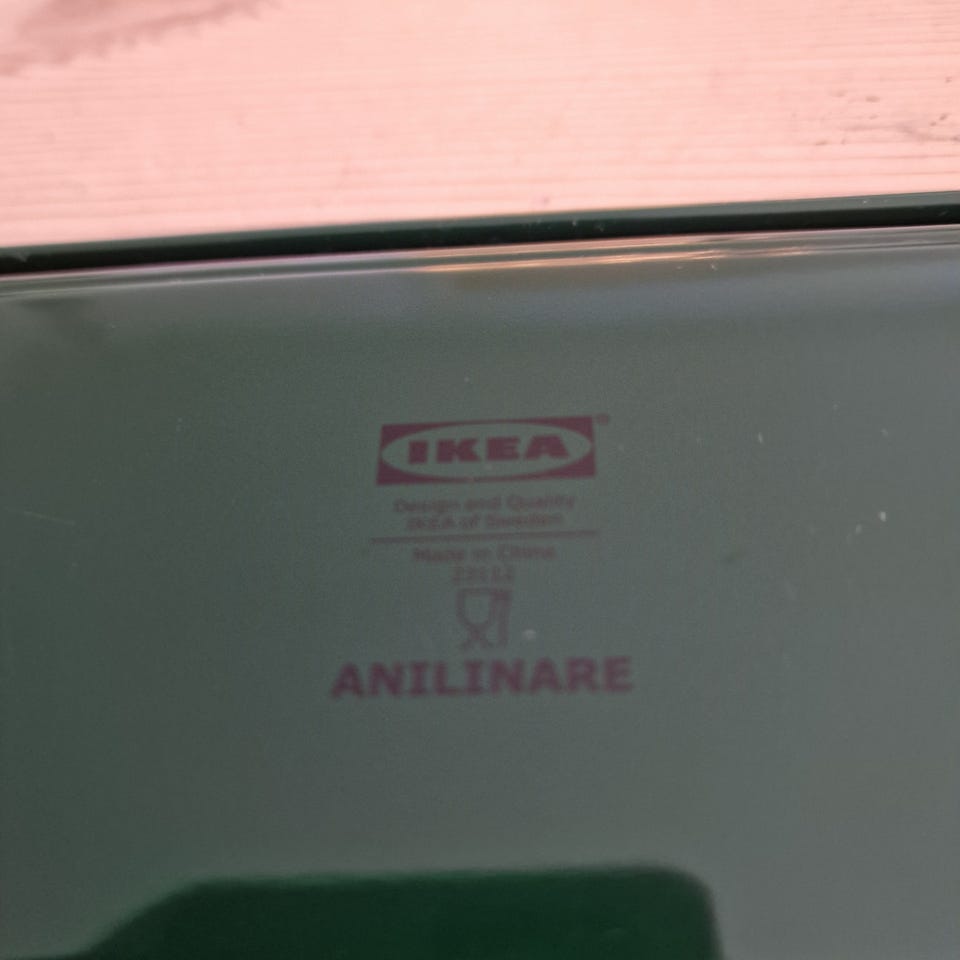 IKEA®
Design and Quality
IKEA of Sweden
Made in China
ANILINARE